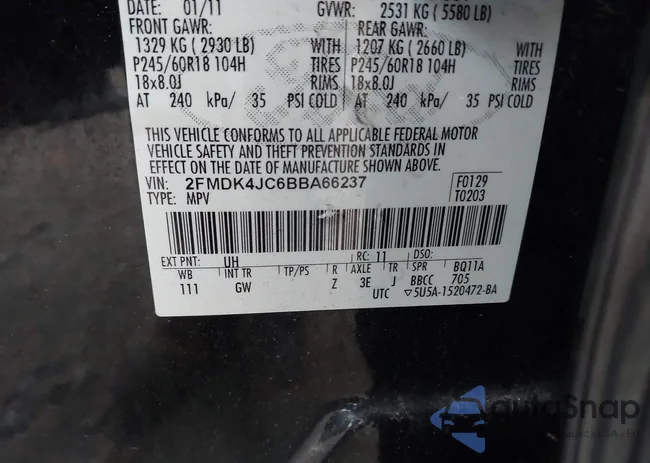 DATE: 01/11 GVWR: 2531 KG ( 5580 LB)
FRONT GAWR: REAR GAWR:
1329 KG ( 2930 LB) WITH 1207 KG ( 2660 LB) WITH
P245/60R18 104H TIRES P245/60R18 104H TIRES
18x8.0J RIMS 18x8.0J RIMS
AT 240 kPa/ 35 PSI COLD AT 240 kPa/ 35 PSI COLD
THIS VEHICLE CONFORMS TO ALL APPLICABLE FEDERAL MOTOR
VEHICLE SAFETY AND THEFT PREVENTION STANDARDS IN
EFFECT ON THE DATE OF MANUFACTURE SHOWN ABOVE.
VIN: 2FMDK4JC6BBA66237 F0129
TYPE: MPV T0203
EXT PNT: UH RC: 11 DSO:
WB INT TR TP/PS R AXLE TR SPR BQ11A
111 GW Z 3E J BBCC 705
UTC ▽5U5A-1520472-BA
autoSnap